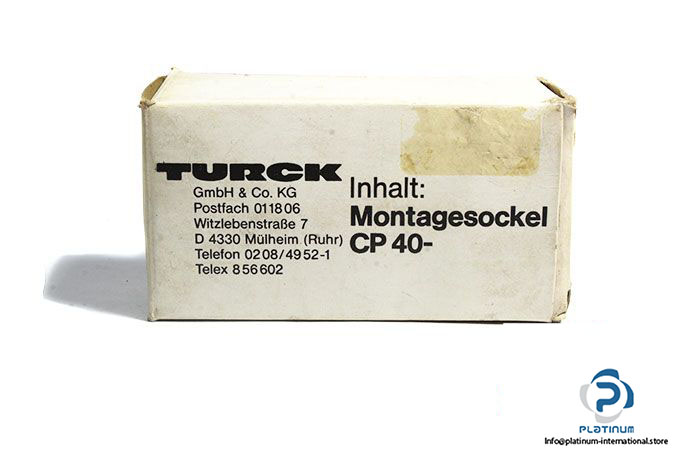 TURCK
GmbH & Co. KG
Postfach 011806
Witzlebenstraße 7
D 4330 Mülheim (Ruhr)
Telefon 0208/4952-1
Telex 856602
Inhalt:
Montagesockel
CP 40-
PLATINUM
Info@platinum-international.store